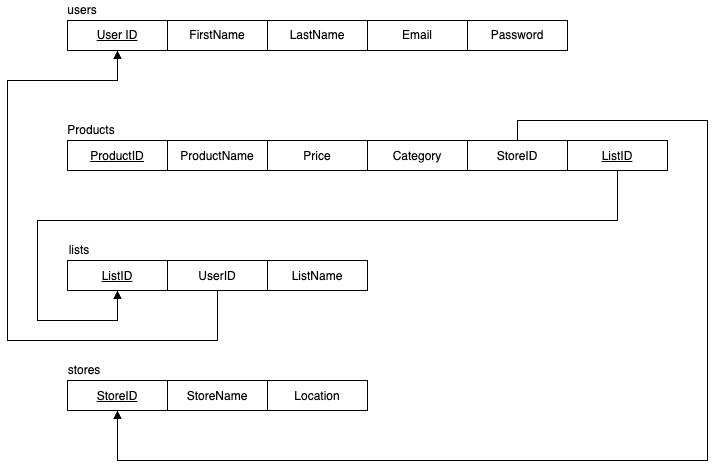 users
User ID FirstName LastName Email Password
Products
ProductID ProductName Price Category StoreID ListID
lists
ListID UserID ListName
stores
StoreID StoreName Location